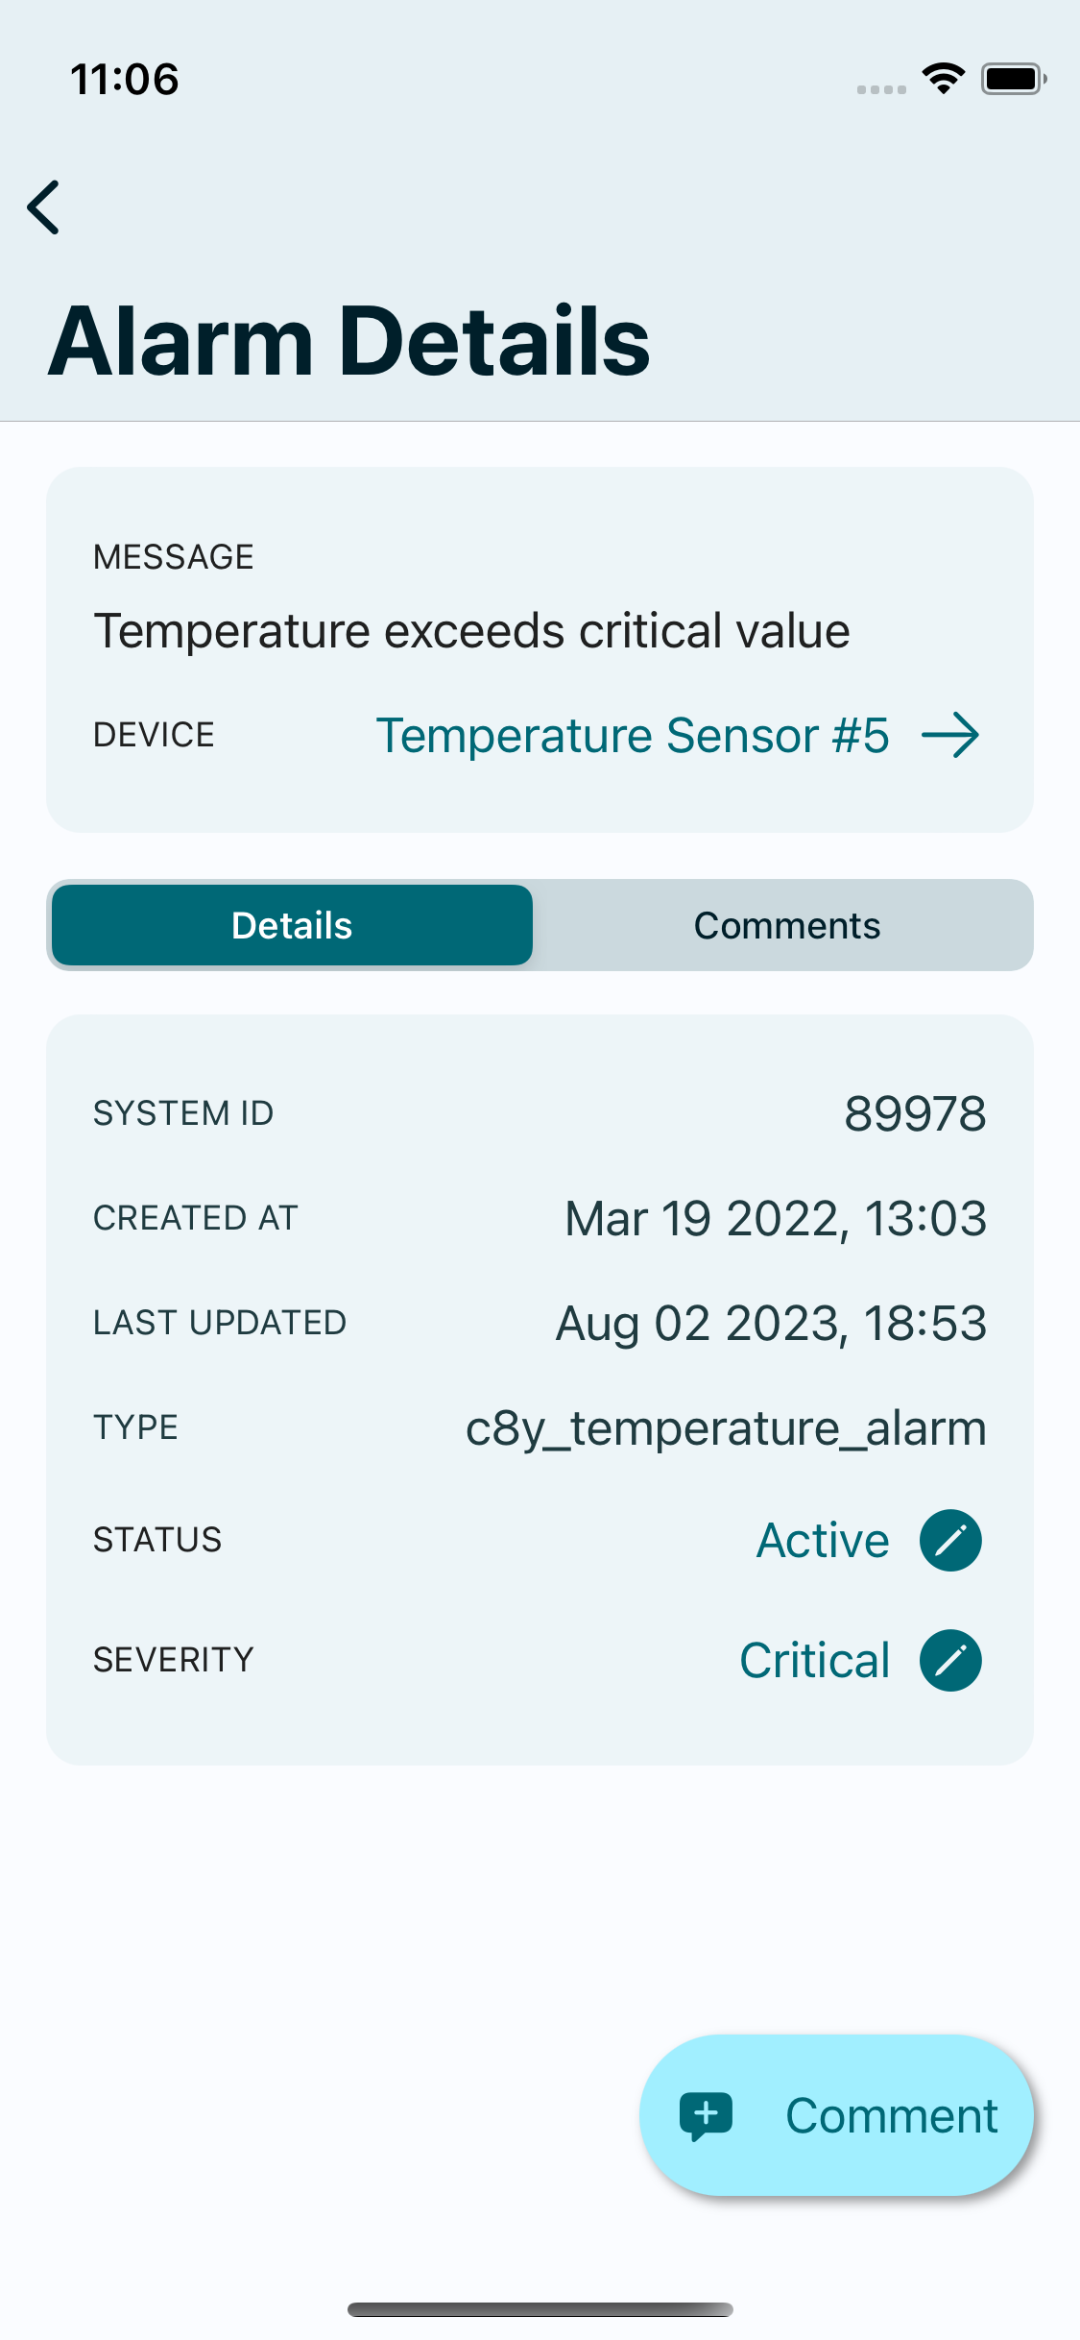 11:06
Alarm Details
MESSAGE
Temperature exceeds critical value
DEVICE Temperature Sensor #5
Details Comments
SYSTEM ID 89978
CREATED AT Mar 19 2022, 13:03
LAST UPDATED Aug 02 2023, 18:53
TYPE c8y_temperature_alarm
STATUS Active
SEVERITY Critical
Comment